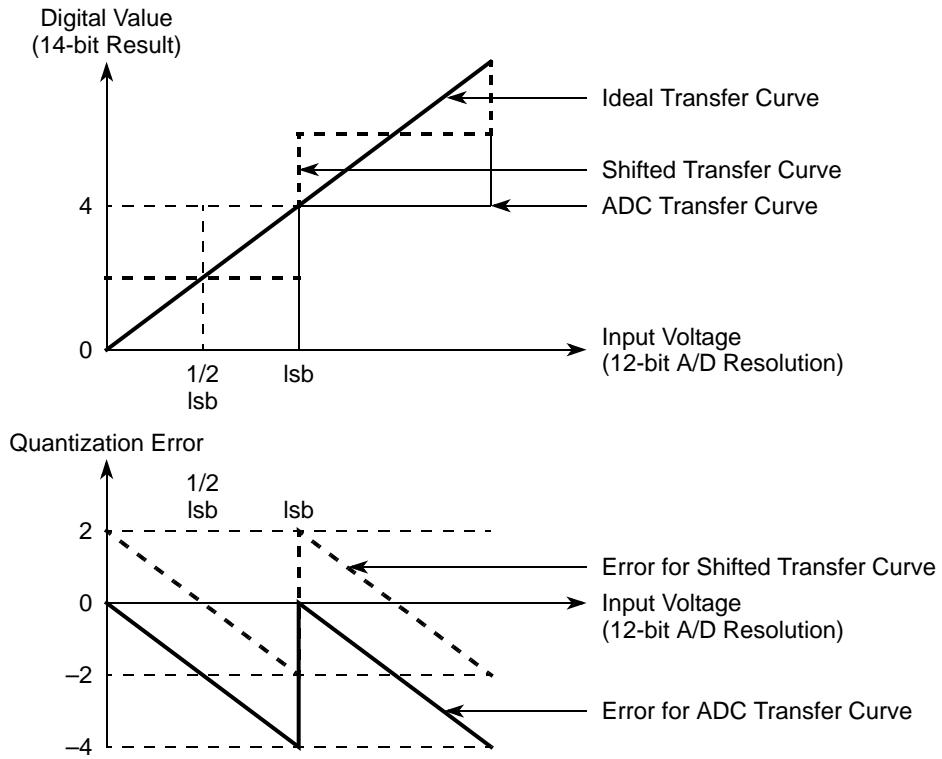 Digital Value
(14-bit Result)
Ideal Transfer Curve
Shifted Transfer Curve
4
ADC Transfer Curve
0
Input Voltage
(12-bit A/D Resolution)
1/2
lsb
lsb
Quantization Error
1/2
lsb
lsb
2
Error for Shifted Transfer Curve
0
Input Voltage
(12-bit A/D Resolution)
–2
Error for ADC Transfer Curve
–4